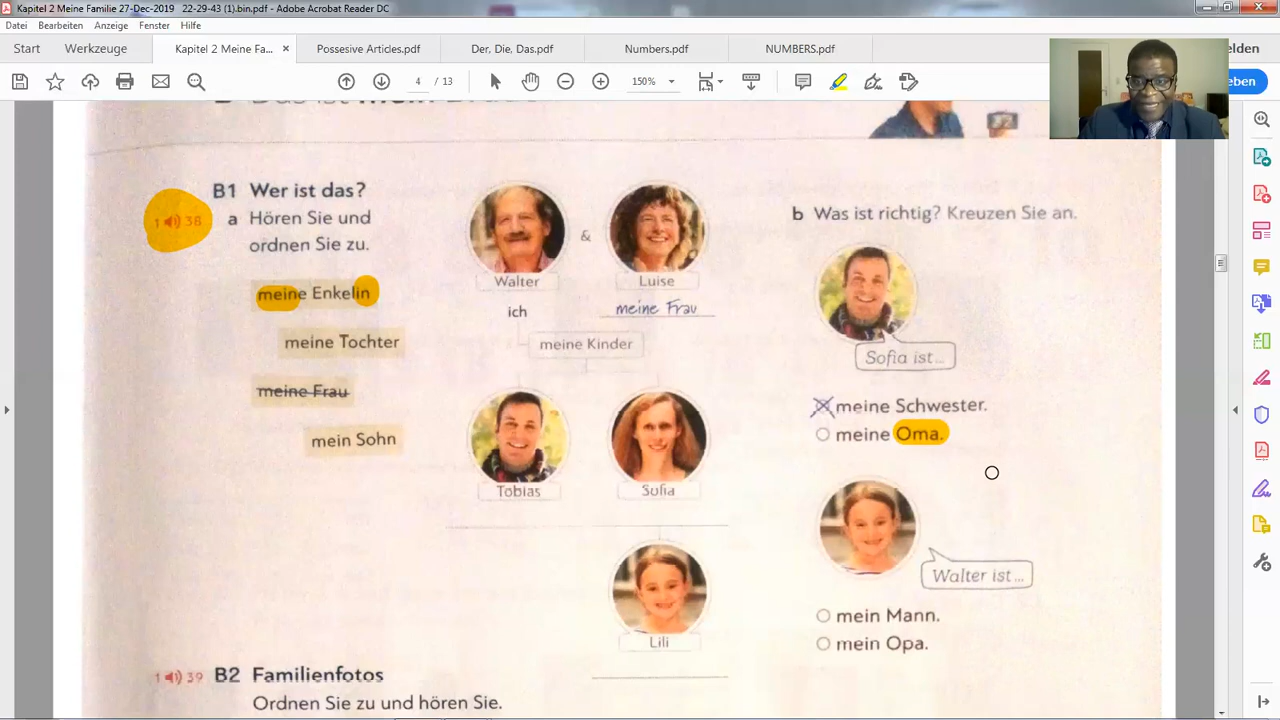 Kapitel 2 Meine Familie 27-Dec-2019 22-29-43 (1).bin.pdf - Adobe Acrobat Reader DC
Datei Bearbeiten Anzeige Fenster Hilfe
Start Werkzeuge Kapitel 2 Meine Fa... × Possesive Articles.pdf Der, Die. Das.pdf Numbers.pdf NUMBERS.pdf elden
4 / 13 150% eben
B1 Wer ist das?
1 38 a Hören Sie und
ordnen Sie zu.
meine Enkelin
meine Tochter
meine Frau
mein Sohn
Walter & Luise
ich meine Frau
meine Kinder
Tobias Sofia
Lili
b Was ist richtig? Kreuzen Sie an.
Sofia ist...
meine Schwester.
meine Oma.
Walter ist...
mein Mann.
mein Opa.
1 39 B2 Familienfotos
Ordnen Sie zu und hören Sie.